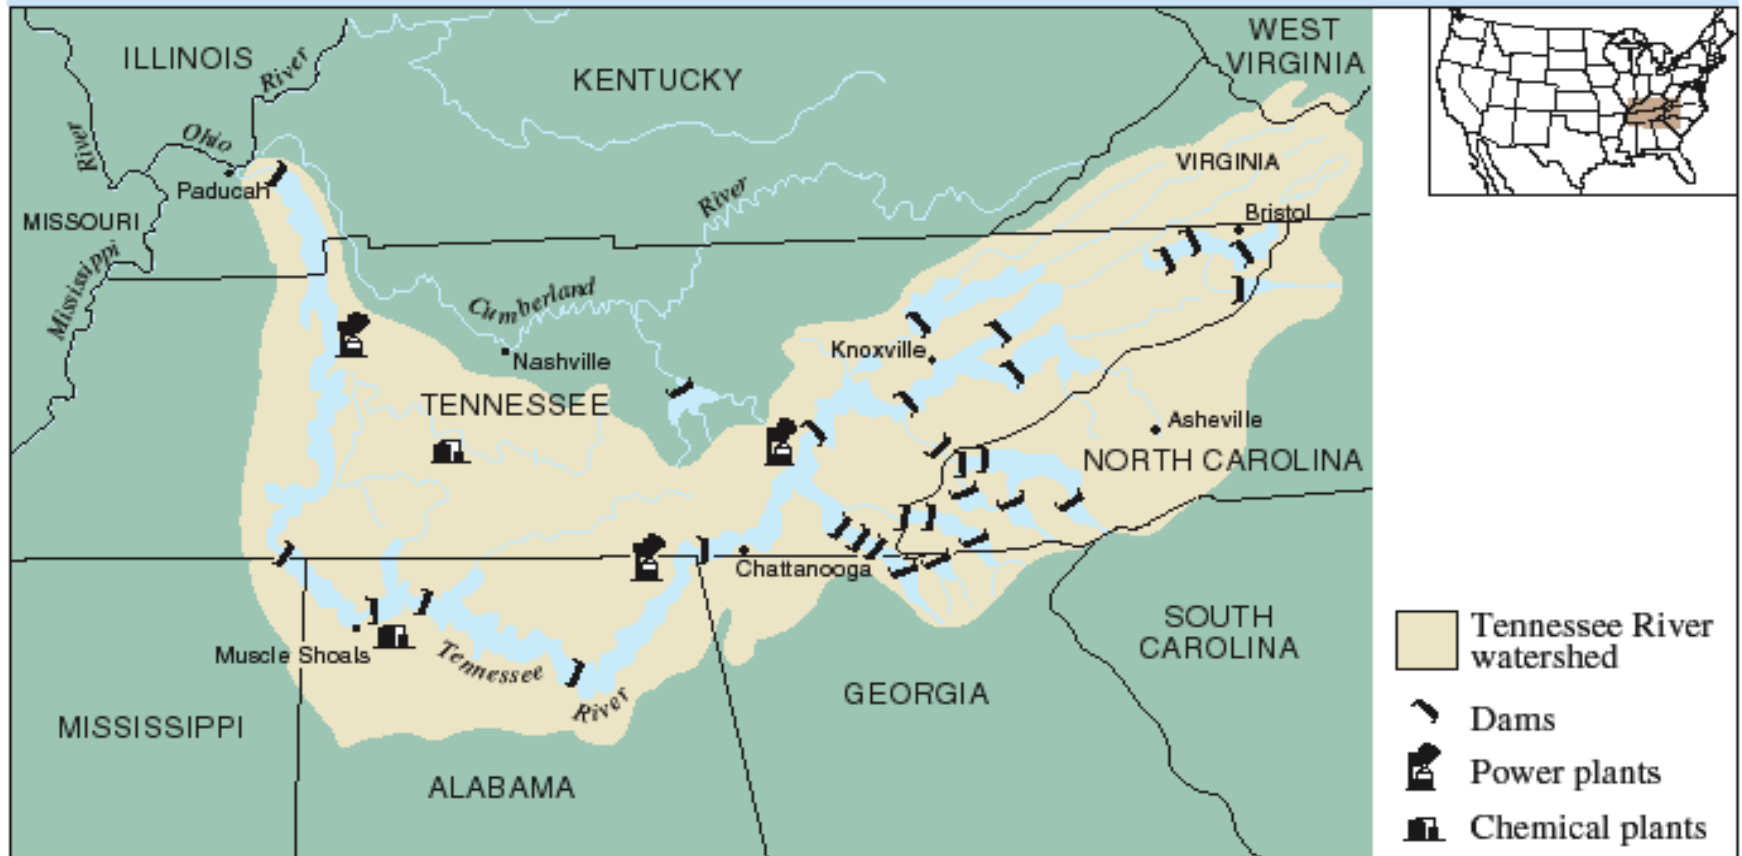 WEST
VIRGINIA
ILLINOIS
River
KENTUCKY
River
Ohio
VIRGINIA
Paducah
River
Bristol
MISSOURI
Mississippi
Cumberland
Nashville
Knoxville
TENNESSEE
Asheville
NORTH CAROLINA
Chattanooga
SOUTH
CAROLINA
Muscle Shoals
Tennessee
River
GEORGIA
MISSISSIPPI
ALABAMA
Tennessee River
watershed
Dams
Power plants
Chemical plants